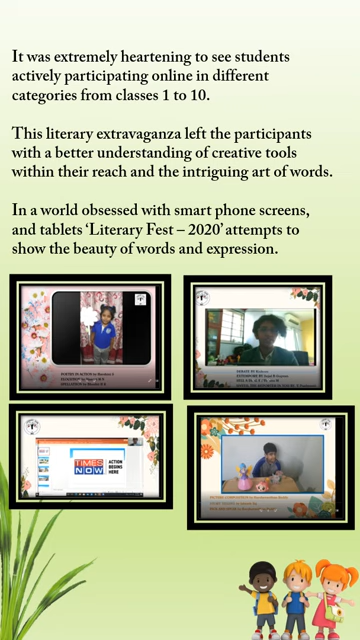 It was extremely heartening to see students
actively participating online in different
categories from classes 1 to 10.
This literary extravaganza left the participants
with a better understanding of creative tools
within their reach and the intriguing art of words.
In a world obsessed with smart phone screens,
and tablets ‘Literary Fest – 2020’ attempts to
show the beauty of words and expression.
TIMES
NOW
ACTION
BEGINS
HERE